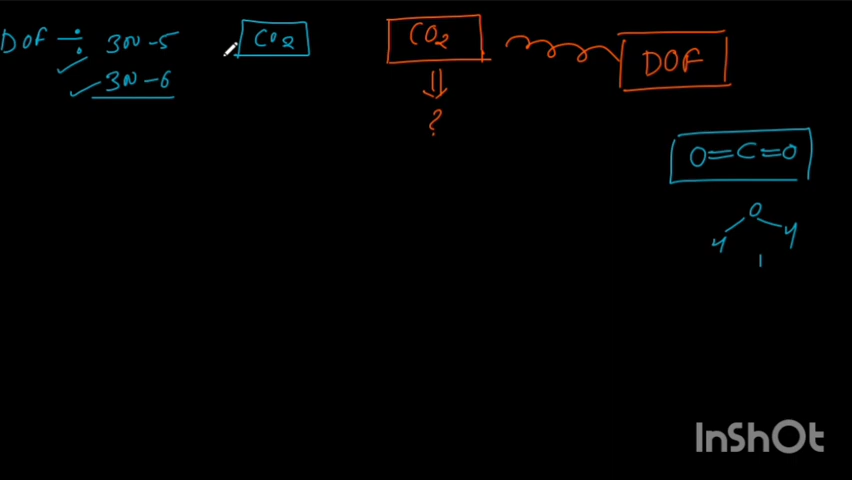 DOF ÷ 3N-5
3N-6
CO2
CO2
?
DOF
O=C=O
O
H H
InShOt